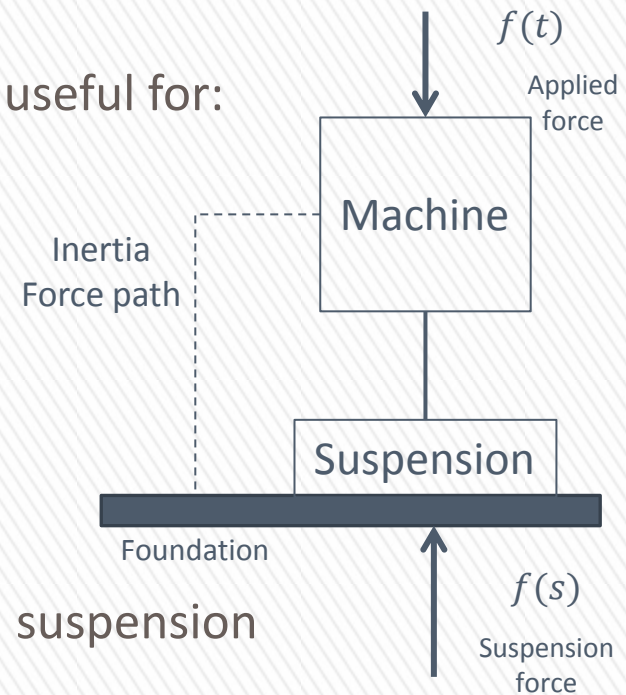 f(t)
useful for:
Applied
force
Machine
Inertia
Force path
Suspension
Foundation
f(s)
suspension
Suspension
force